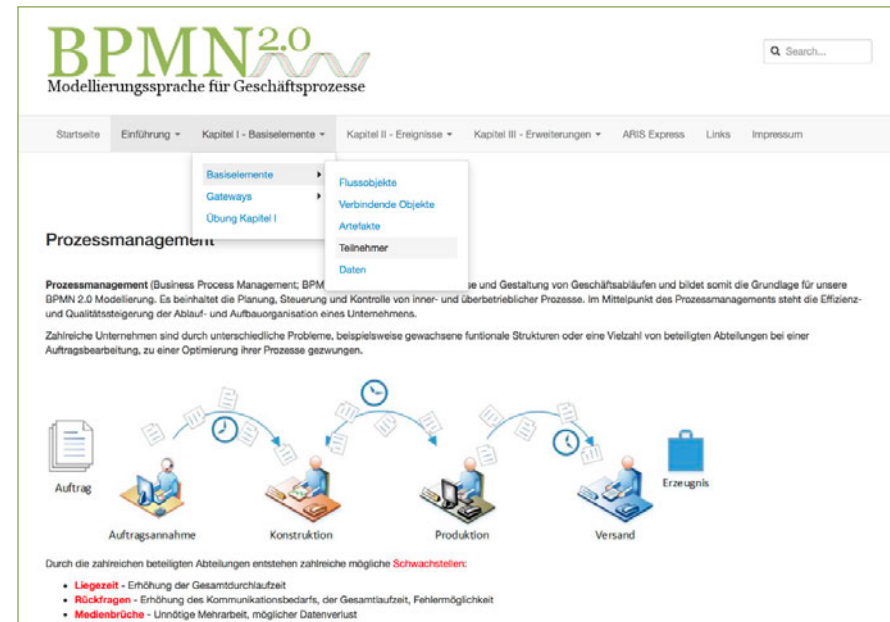 BPMN 2.0
Modellierungssprache für Geschäftsprozesse
Search...
Startseite Einführung Kapitel I - Basiselemente Kapitel II - Ereignisse Kapitel III - Erweiterungen ARIS Express Links Impressum
Basiselemente
Gateways
Übung Kapitel I
Flussobjekte
Verbindende Objekte
Artefakte
Teilnehmer
Daten
Prozessmanagement
Prozessmanagement (Business Process Management; BPM se und Gestaltung von Geschäftsabläufen und bildet somit die Grundlage für unsere
BPMN 2.0 Modellierung. Es beinhaltet die Planung, Steuerung und Kontrolle von inner- und überbetrieblicher Prozesse. Im Mittelpunkt des Prozessmanagements steht die Effizienz-
und Qualitätssteigerung der Ablauf- und Aufbauorganisation eines Unternehmens.
Zahlreiche Unternehmen sind durch unterschiedliche Probleme, beispielsweise gewachsene funtionale Strukturen oder eine Vielzahl von beteiligten Abteilungen bei einer
Auftragsbearbeitung, zu einer Optimierung ihrer Prozesse gezwungen.
Auftrag
Auftragsannahme
Konstruktion
Produktion
Versand
Erzeugnis
Durch die zahlreichen beteiligten Abteilungen entstehen zahlreiche mögliche Schwachstellen:
• Liegezeit - Erhöhung der Gesamtdurchlaufzeit
• Rückfragen - Erhöhung des Kommunikationsbedarfs, der Gesamtlaufzeit, Fehlermöglichkeit
• Medienbrüche - Unnötige Mehrarbeit, möglicher Datenverlust